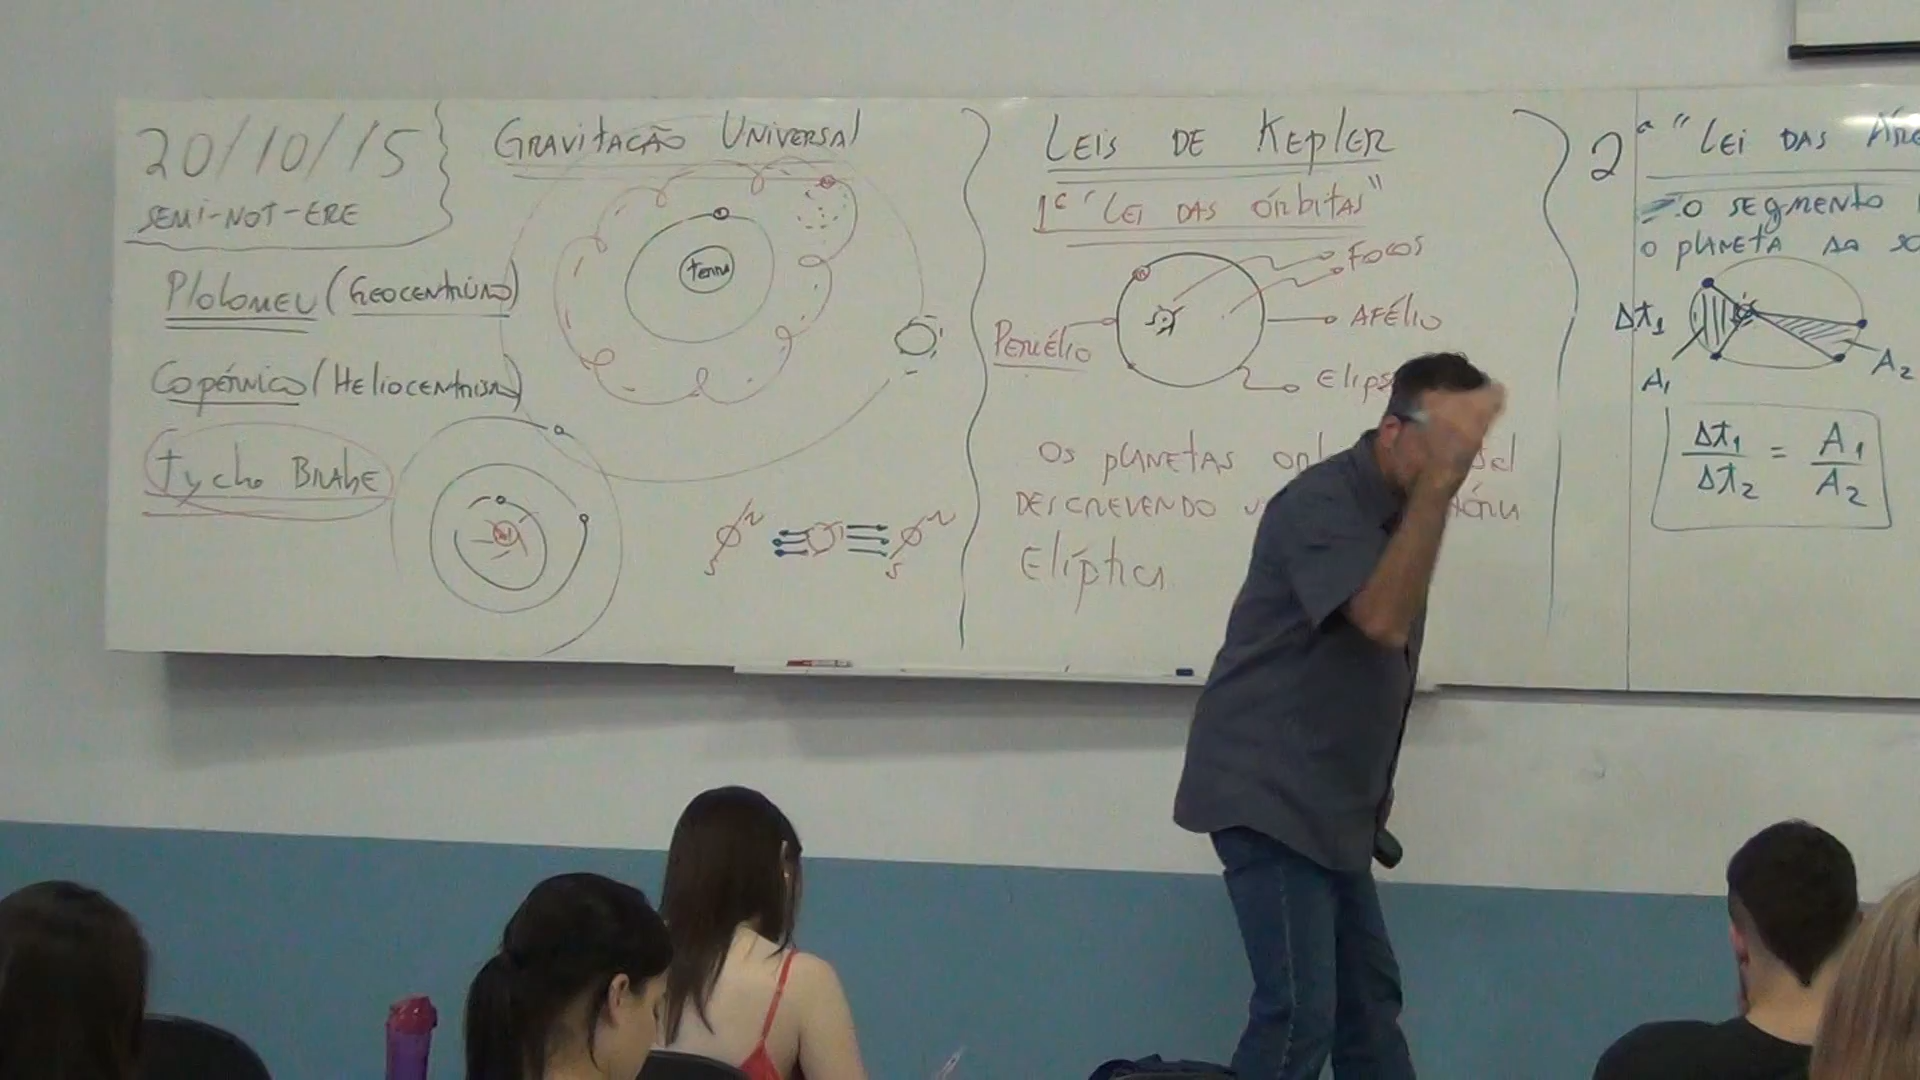 20/10/15
SEMI-NOT-ERE
GRAVITAÇÃO UNIVERSAL
Terra
Ptolomeu (Geocentrismo)
Copérnico (Heliocentrismo)
Tycho Brahe
N
S
N
S
LEIS DE KEPLER
1ª "LEI DAS ÓRBITAS"
Focos
Periélio
AFÉLIO
Elips
Os planetas
DESCREVENDO
Elíptica
2ª "LEI DAS
O SEGMENTO
O PLANETA AO
Δt₁
A₁
A₂
Δt₁/Δt₂ = A₁/A₂